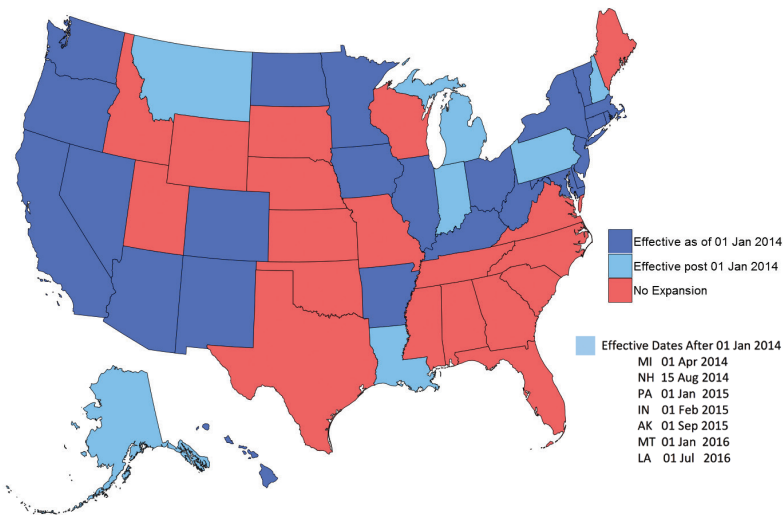 Effective as of 01 Jan 2014
Effective post 01 Jan 2014
No Expansion
Effective Dates After 01 Jan 2014
MI 01 Apr 2014
NH 15 Aug 2014
PA 01 Jan 2015
IN 01 Feb 2015
AK 01 Sep 2015
MT 01 Jan 2016
LA 01 Jul 2016